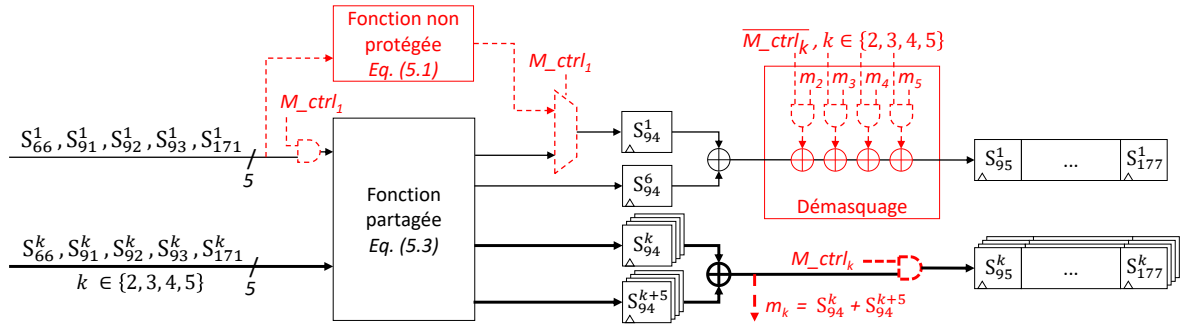 Fonction non
protégée
Eq. (5.1)
M_ctrl₁
M_ctrl₁
S¹₆₆, S¹₉₁, S¹₉₂, S¹₉₃, S¹₁₇₁
5
Sᵏ₆₆, Sᵏ₉₁, Sᵏ₉₂, Sᵏ₉₃, Sᵏ₁₇₁
k ∈ {2, 3, 4, 5}
5
Fonction
partagée
Eq. (5.3)
S¹₉₄
S⁶₉₄
Sᵏ₉₄
Sᵏ⁺⁵₉₄
\overline{M_ctrl_k}, k ∈ {2, 3, 4, 5}
m₂ m₃ m₄ m₅
Démasquage
S¹₉₅ ... S¹₁₇₇
M_ctrlₖ
mₖ = Sᵏ₉₄ + Sᵏ⁺⁵₉₄
Sᵏ₉₅ ... Sᵏ₁₇₇